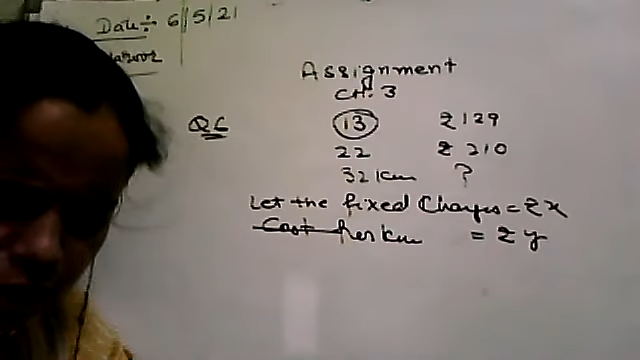 Date÷ 6/5/21
Assignment
CH. 3
Q6 13 ₹129
22 ₹210
32 km ?
Let the fixed Charges = ₹x
Cost per km = ₹y